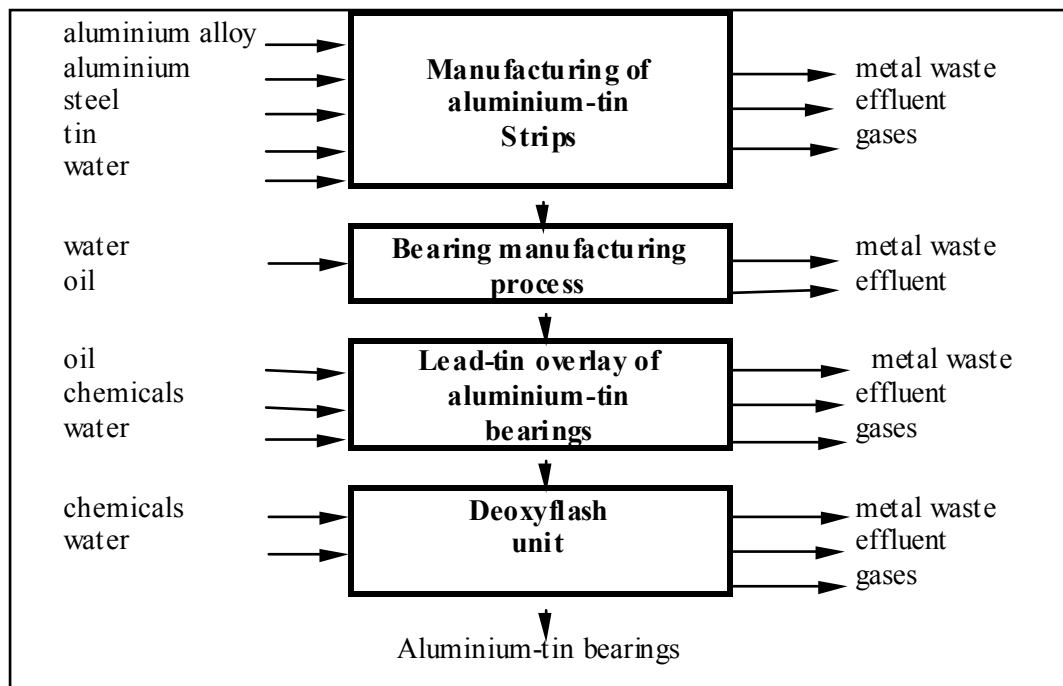 aluminium alloy
aluminium
steel
tin
water
Manufacturing of
aluminium-tin
Strips
metal waste
effluent
gases
water
oil
Bearing manufacturing
process
metal waste
effluent
oil
chemicals
water
Lead-tin overlay of
aluminium-tin
bearings
metal waste
effluent
gases
chemicals
water
Deoxyflash
unit
metal waste
effluent
gases
Aluminium-tin bearings